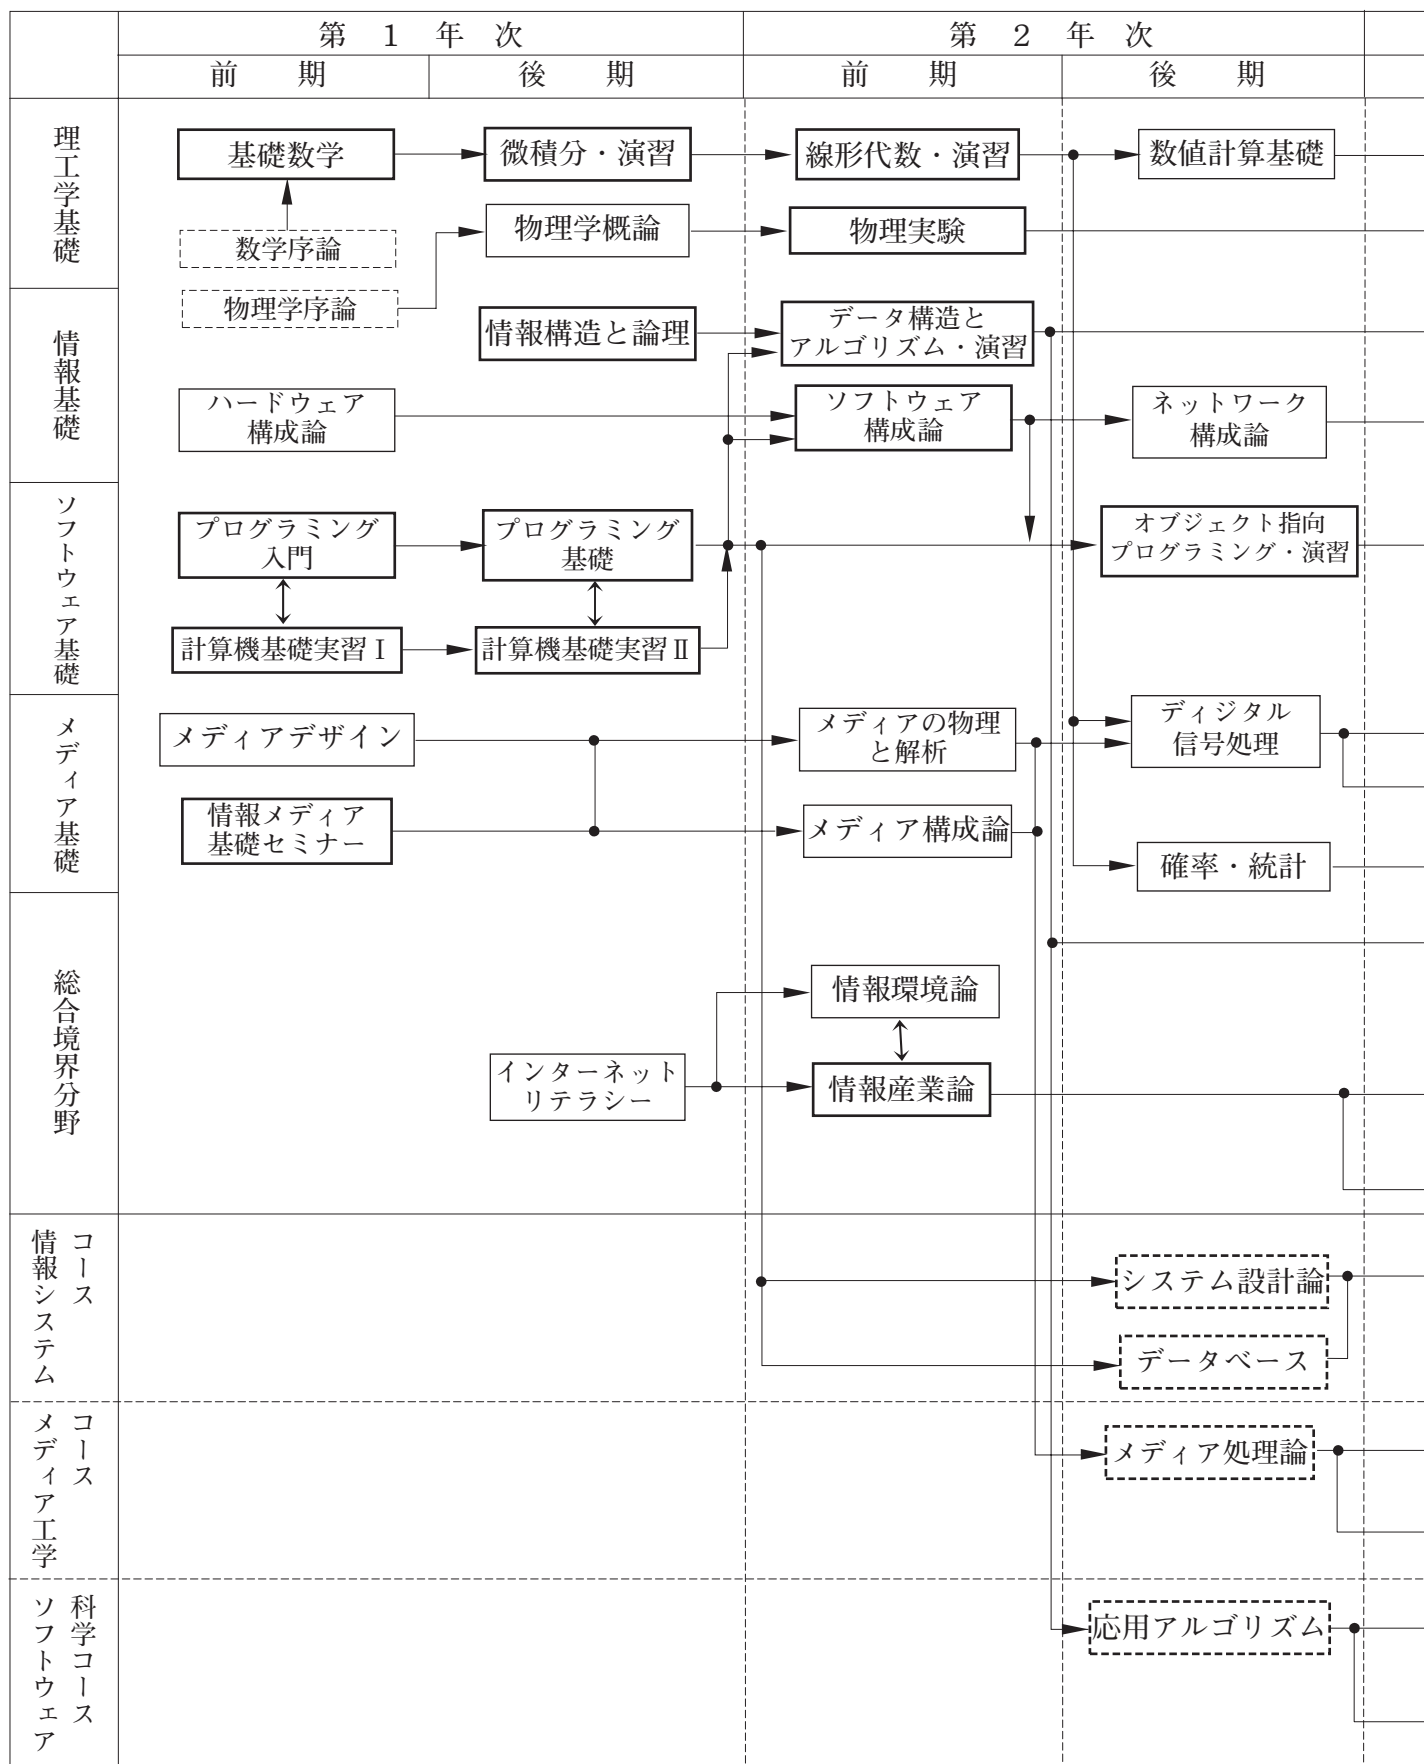 第 1 年 次
第 2 年 次
前 期
後 期
前 期
後 期
理工学基礎
基礎数学
微積分・演習
線形代数・演習
数値計算基礎
数学序論
物理学概論
物理実験
物理学序論
情報基礎
情報構造と論理
データ構造と
アルゴリズム・演習
ハードウェア
構成論
ソフトウェア
構成論
ネットワーク
構成論
ソフトウェア基礎
プログラミング
入門
プログラミング
基礎
オブジェクト指向
プログラミング・演習
計算機基礎実習Ⅰ
計算機基礎実習Ⅱ
メディア基礎
メディアデザイン
メディアの物理
と解析
ディジタル
信号処理
情報メディア
基礎セミナー
メディア構成論
確率・統計
総合境界分野
情報環境論
インターネット
リテラシー
情報産業論
情報システム
コース
システム設計論
データベース
メディア工学
コース
メディア処理論
ソフトウェア
科学コース
応用アルゴリズム